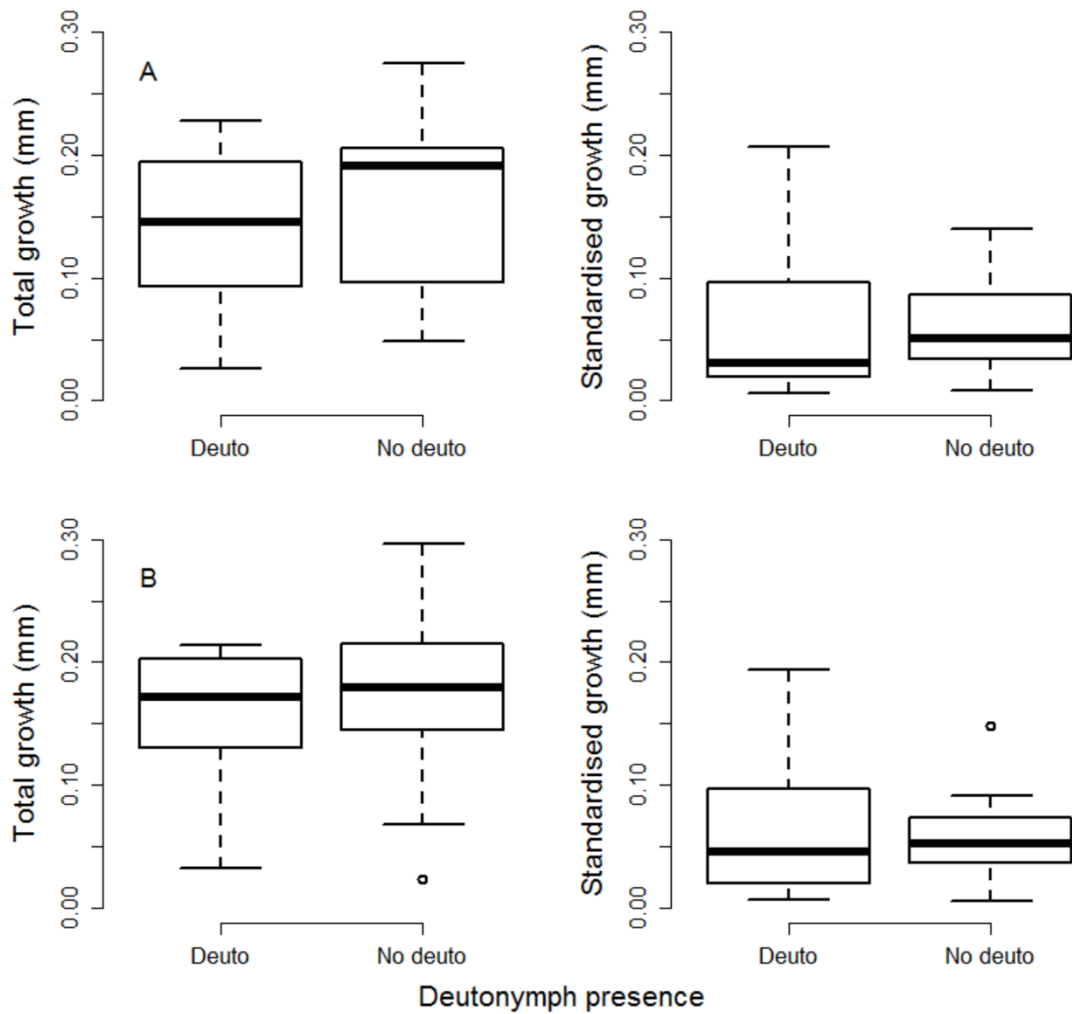 A
Total growth (mm)
0.00 0.10 0.20 0.30
Deuto No deuto
Standardised growth (mm)
0.00 0.10 0.20 0.30
Deuto No deuto
B
Total growth (mm)
0.00 0.10 0.20 0.30
Deuto No deuto
Standardised growth (mm)
0.00 0.10 0.20 0.30
Deuto No deuto
Deutonymph presence